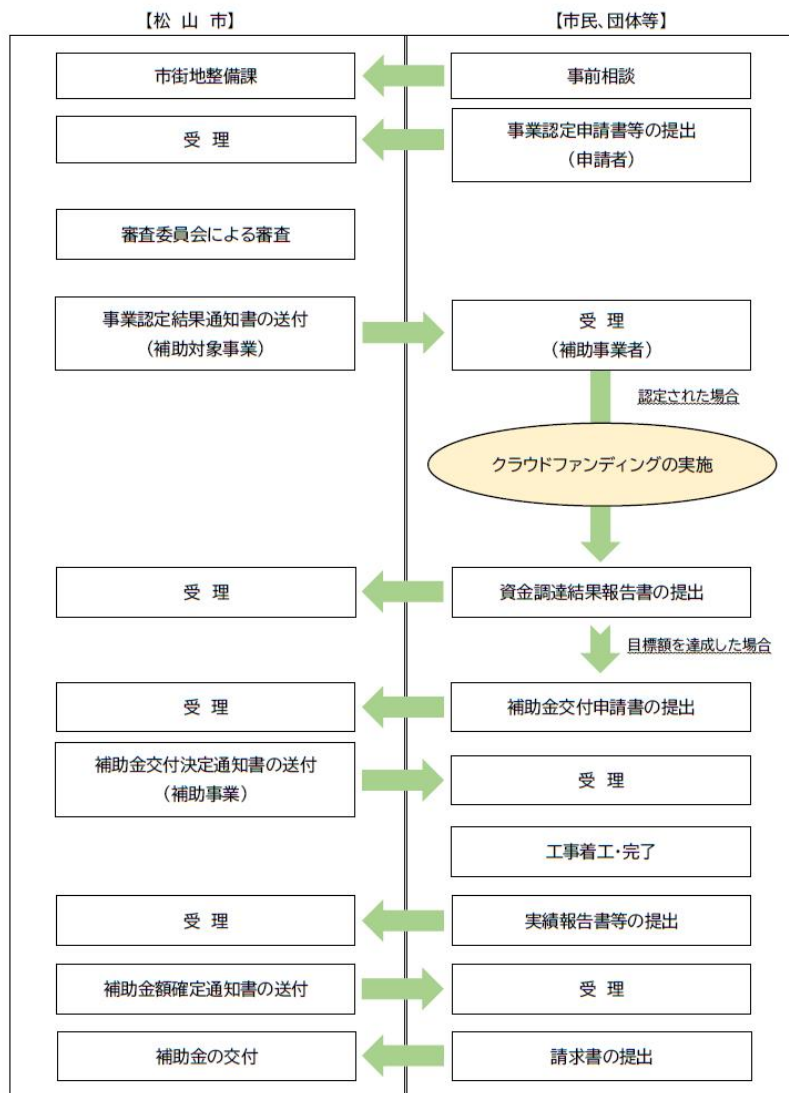 【松 山 市】
【市民、団体等】
市街地整備課
事前相談
受 理
事業認定申請書等の提出
（申請者）
審査委員会による審査
事業認定結果通知書の送付
（補助対象事業）
受 理
（補助事業者）
認定された場合
クラウドファンディングの実施
受 理
資金調達結果報告書の提出
目標額を達成した場合
受 理
補助金交付申請書の提出
補助金交付決定通知書の送付
（補助事業）
受 理
工事着工・完了
受 理
実績報告書等の提出
補助金額確定通知書の送付
受 理
補助金の交付
請求書の提出